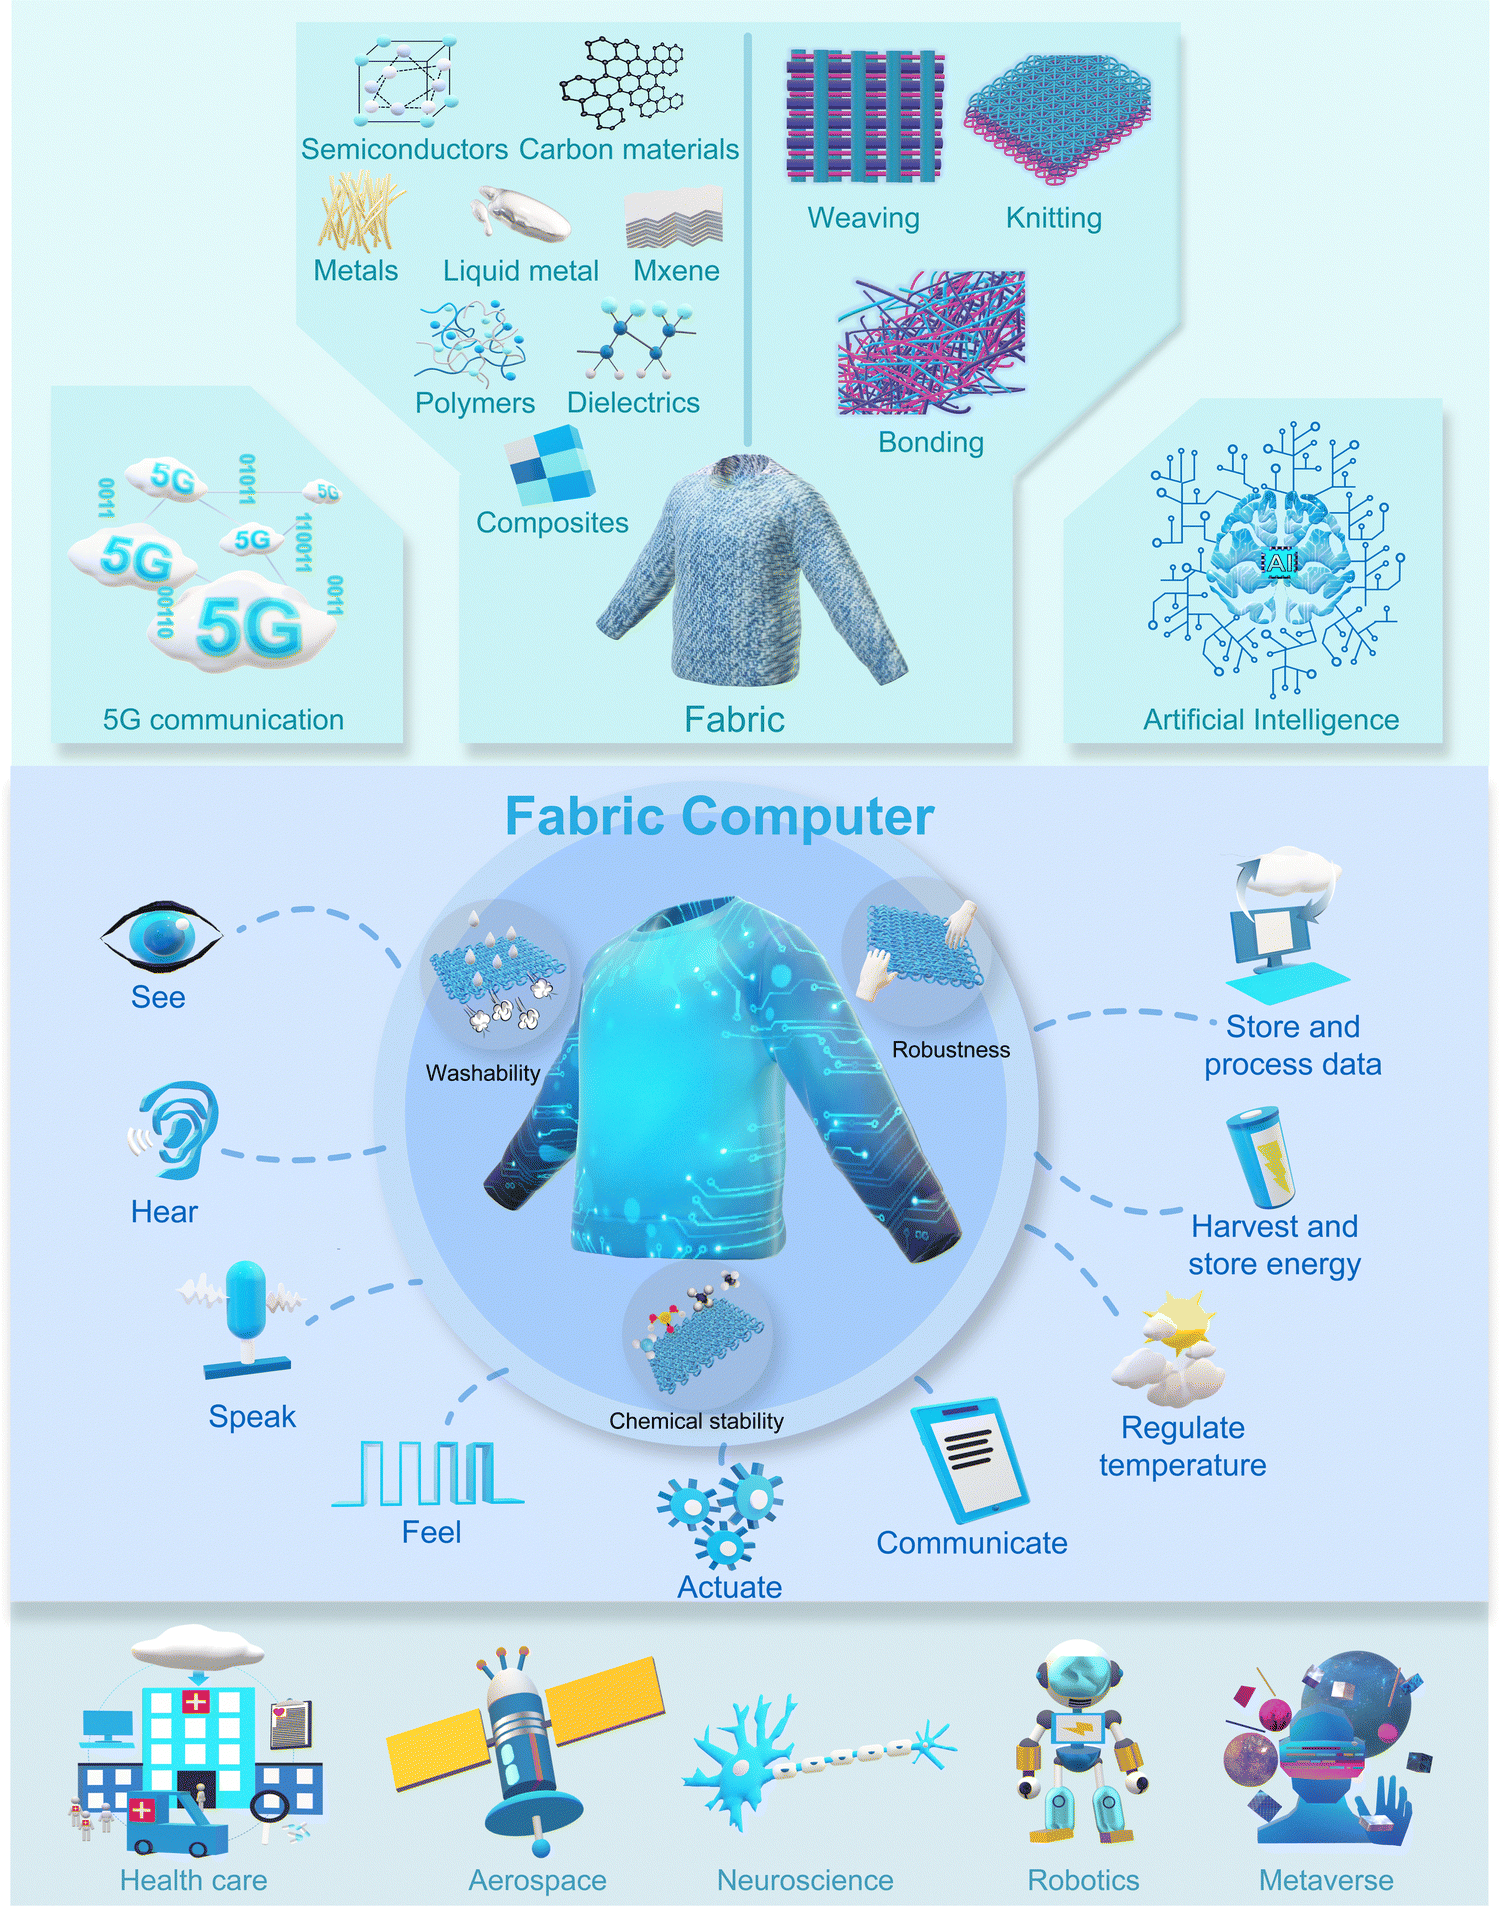 Semiconductors
Carbon materials
Metals
Liquid metal
Mxene
Polymers
Dielectrics
Composites
Weaving
Knitting
Bonding
5G
5G
5G
5G
5G
0011
01011
110011
00110
0011
5G communication
Fabric
AI
Artificial Intelligence
Fabric Computer
See
Hear
Speak
Feel
Actuate
Communicate
Regulate
temperature
Harvest and
store energy
Store and
process data
Washability
Robustness
Chemical stability
Health care
Aerospace
Neuroscience
Robotics
Metaverse